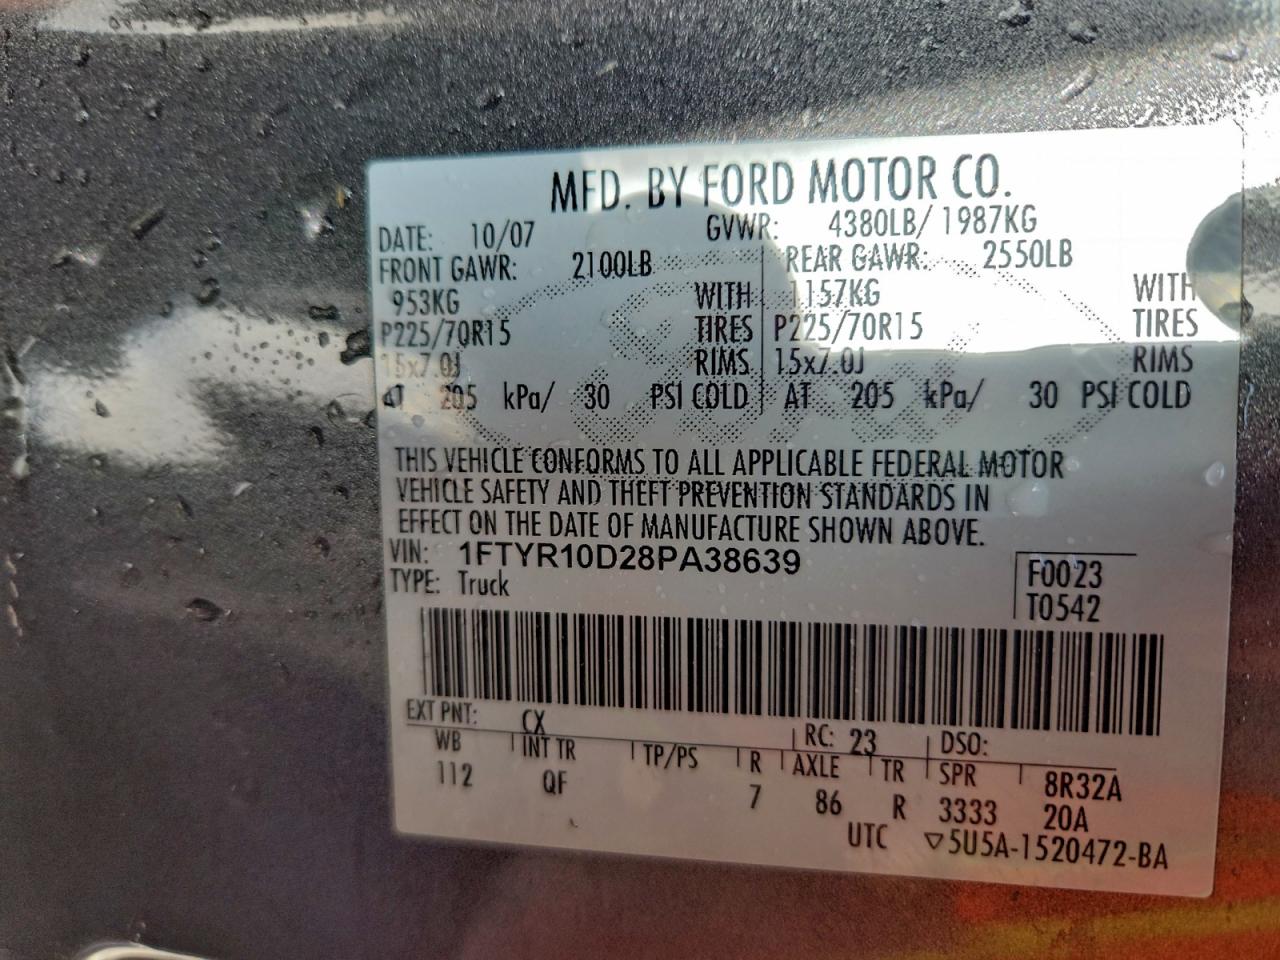 MFD. BY FORD MOTOR CO.
DATE: 10/07 GVWR: 4380LB/ 1987KG
FRONT GAWR: 2100LB REAR GAWR: 2550LB
953KG WITH 1157KG WITH
P225/70R15 TIRES P225/70R15 TIRES
15x7.0J RIMS 15x7.0J RIMS
AT 205 kPa/ 30 PSI COLD AT 205 kPa/ 30 PSI COLD
THIS VEHICLE CONFORMS TO ALL APPLICABLE FEDERAL MOTOR
VEHICLE SAFETY AND THEFT PREVENTION STANDARDS IN
EFFECT ON THE DATE OF MANUFACTURE SHOWN ABOVE.
VIN: 1FTYR10D28PA38639
TYPE: Truck
F0023
T0542
EXT PNT: CX RC: 23 DSO:
WB INT TR TP/PS R AXLE TR SPR 8R32A
112 QF 7 86 R 3333 20A
UTC ▽5U5A-1520472-BA